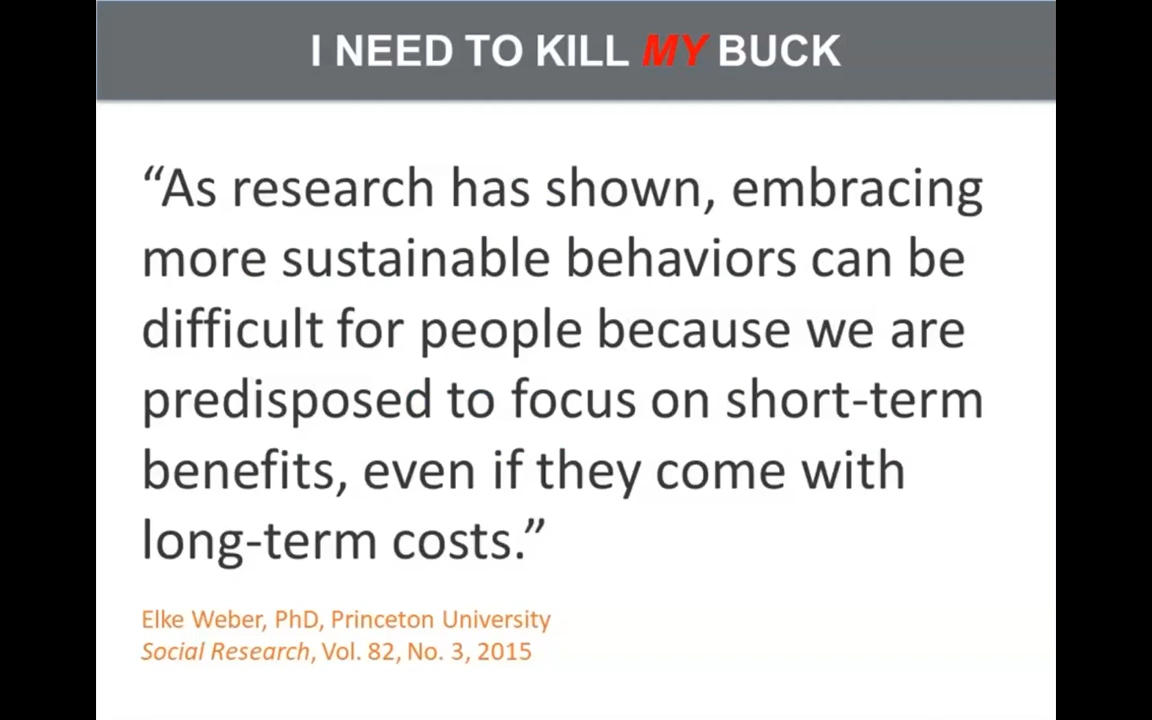 I NEED TO KILL MY BUCK
“As research has shown, embracing
more sustainable behaviors can be
difficult for people because we are
predisposed to focus on short-term
benefits, even if they come with
long-term costs.”
Elke Weber, PhD, Princeton University
Social Research, Vol. 82, No. 3, 2015